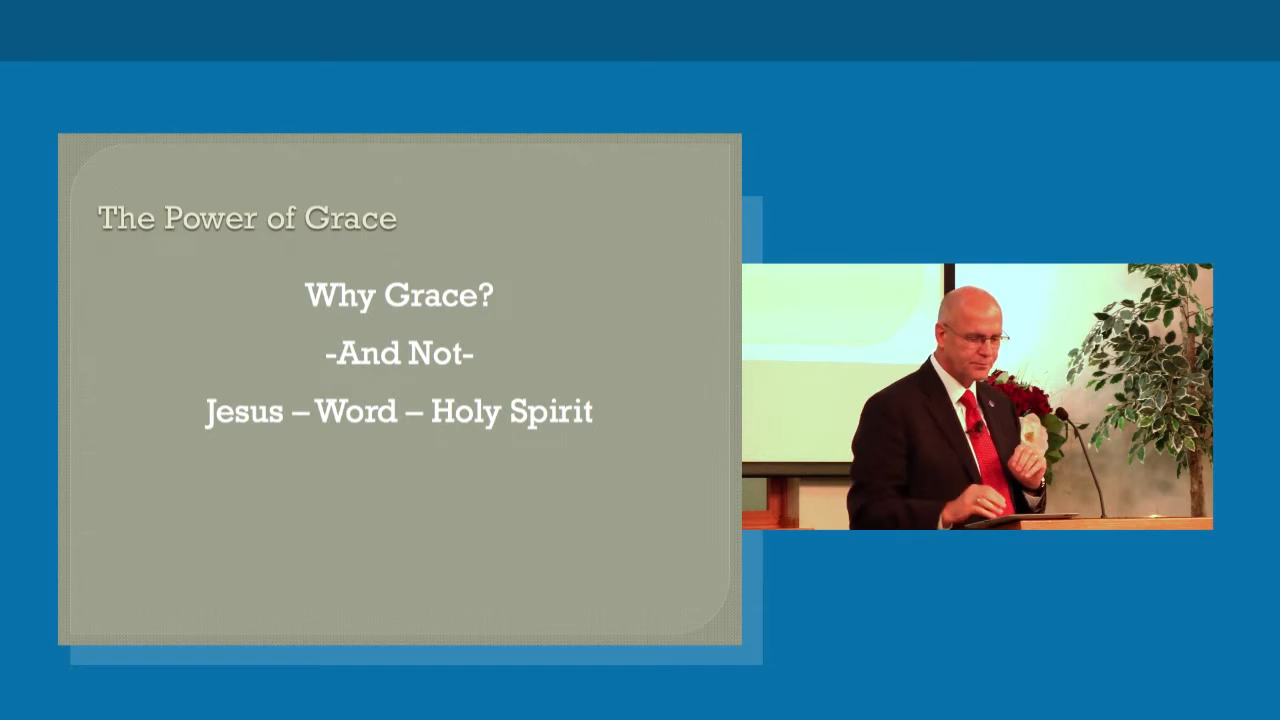 The Power of Grace
Why Grace?
-And Not-
Jesus – Word – Holy Spirit